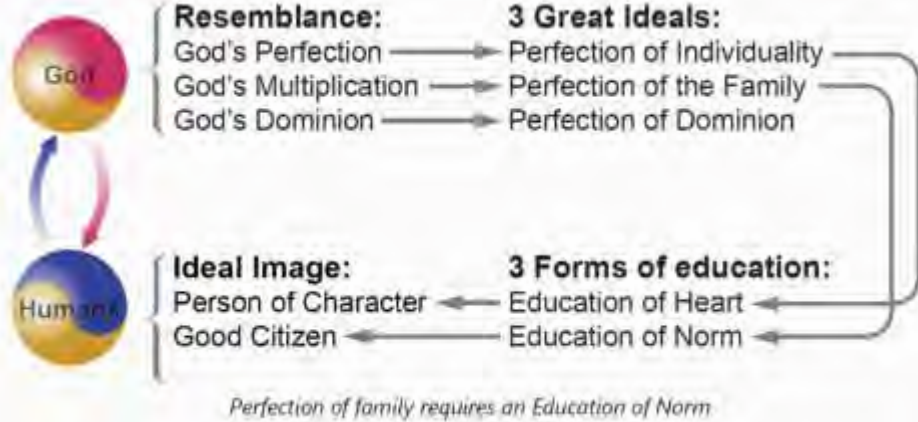 Resemblance:
God's Perfection
God's Multiplication
God's Dominion
3 Great Ideals:
Perfection of Individuality
Perfection of the Family
Perfection of Dominion
God
Humans
Ideal Image:
Person of Character
Good Citizen
3 Forms of education:
Education of Heart
Education of Norm
Perfection of family requires an Education of Norm